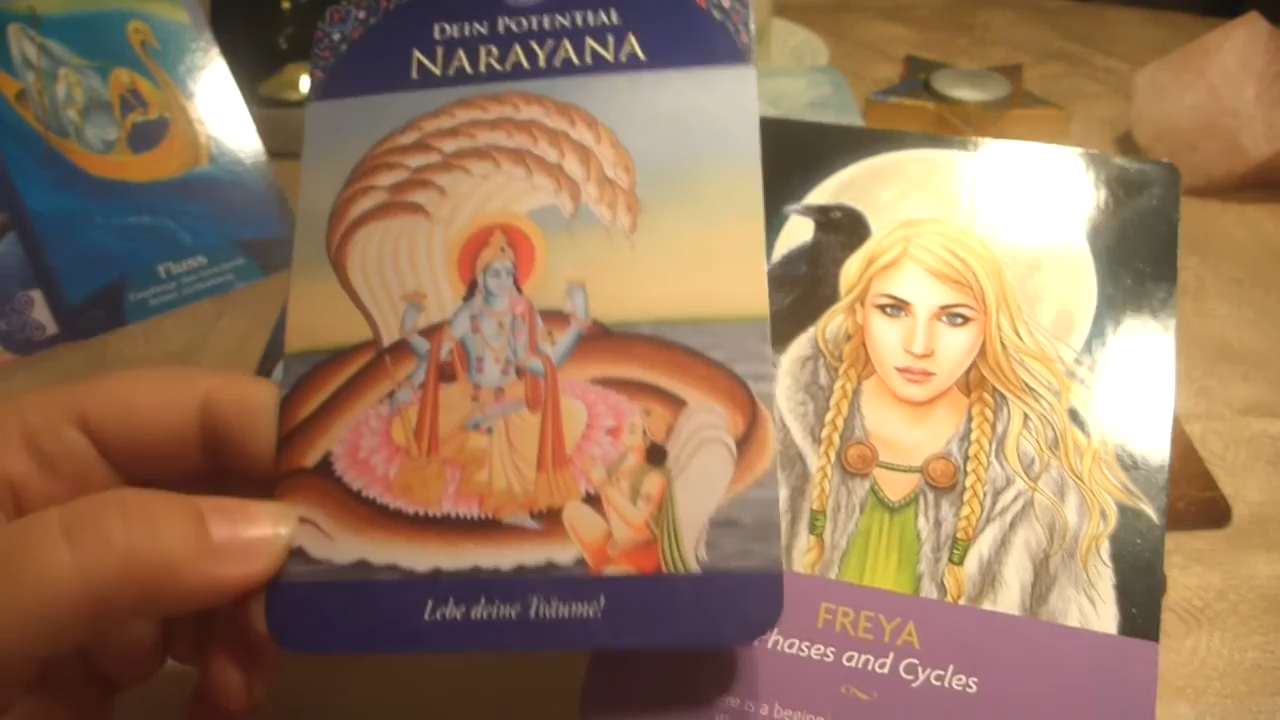 DEIN POTENTIAL
NARAYANA
Lebe deine Träume!
Fluss
FREYA
Phases and Cycles